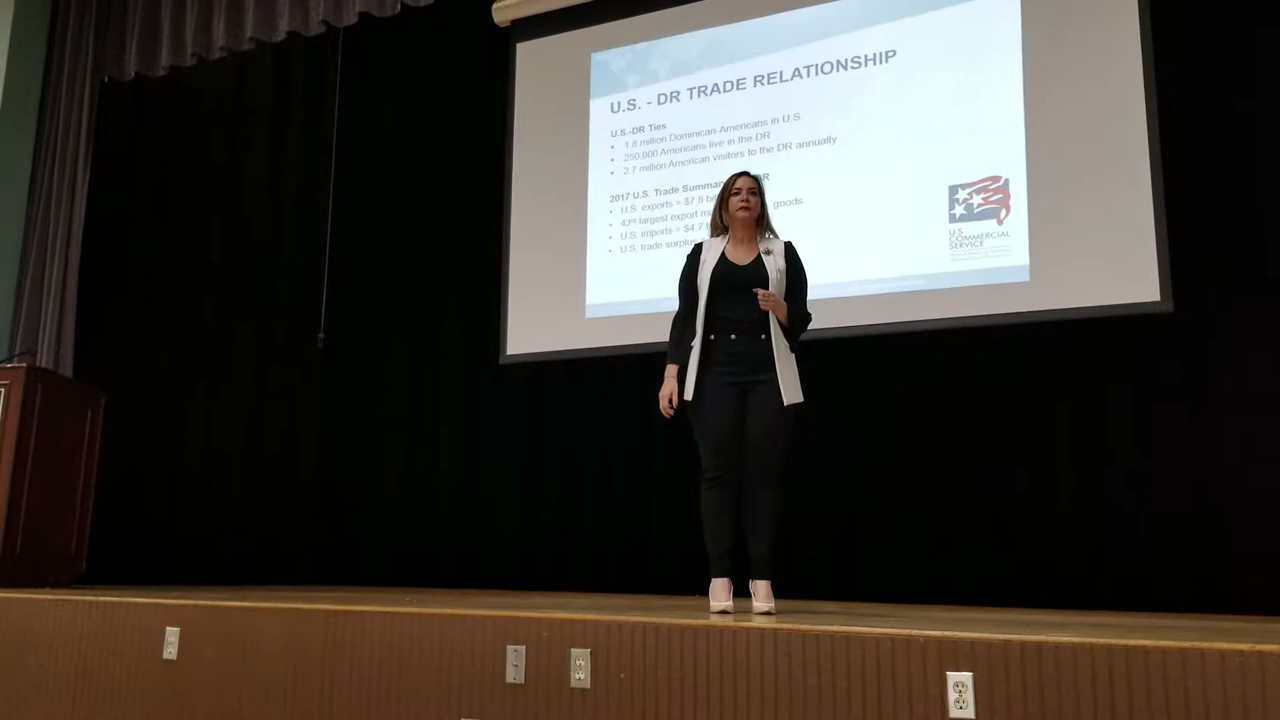 U.S. - DR TRADE RELATIONSHIP
U.S.-DR Ties
• 1.8 million Dominican-Americans in U.S.
• 250,000 Americans live in the DR
• 2.7 million American visitors to the DR annually
2017 U.S. Trade Summar
• U.S. exports = $7.8 bi
• 43rd largest export ma goods
• U.S. imports = $4.7
• U.S. trade surplus
U.S.
COMMERCIAL
SERVICE